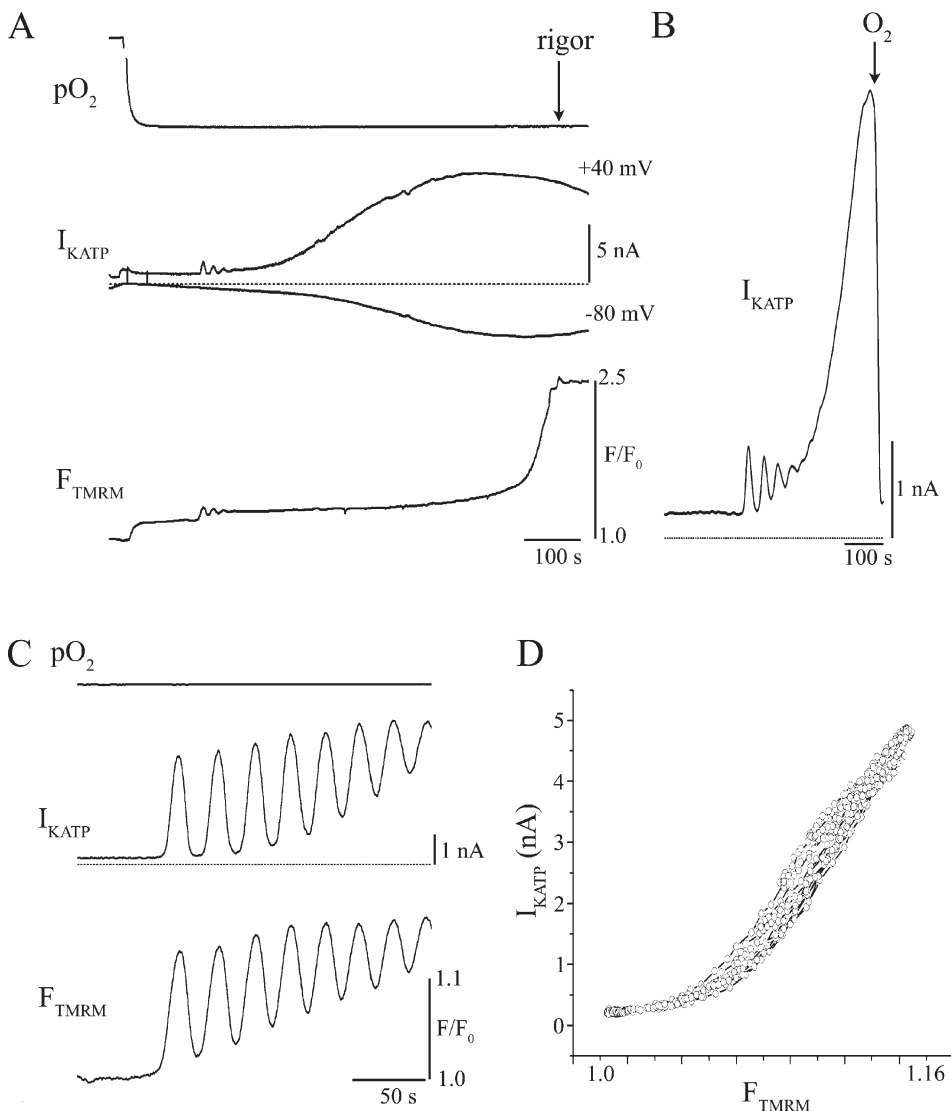 A
pO2
rigor
+40 mV
IKATP
5 nA
-80 mV
2.5
FTMRM
F/F0
1.0
100 s
B
O2
IKATP
1 nA
100 s
C
pO2
IKATP
1 nA
FTMRM
1.1
F/F0
1.0
50 s
D
IKATP (nA)
5
4
3
2
1
0
1.0
1.16
FTMRM